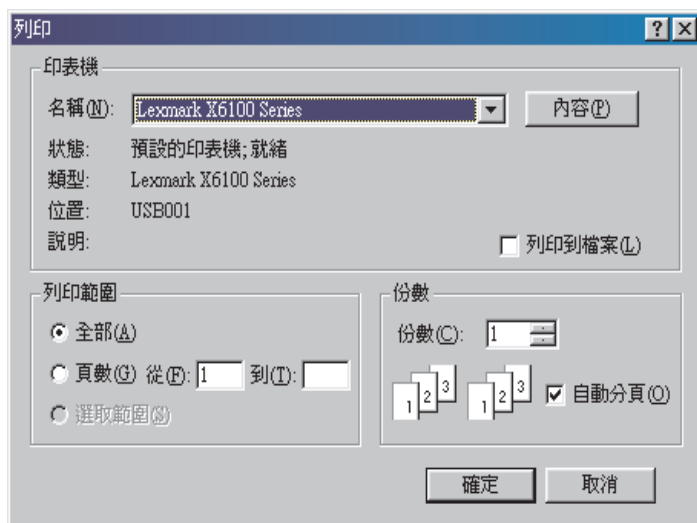 列印
印表機
名稱(N): Lexmark X6100 Series 內容(P)
狀態: 預設的印表機; 就緒
類型: Lexmark X6100 Series
位置: USB001
說明: 列印到檔案(L)
列印範圍
全部(A)
頁數(G) 從(F): 1 到(T):
選取範圍(S)
份數
份數(C): 1
1 2 3 1 2 3 自動分頁(O)
確定 取消